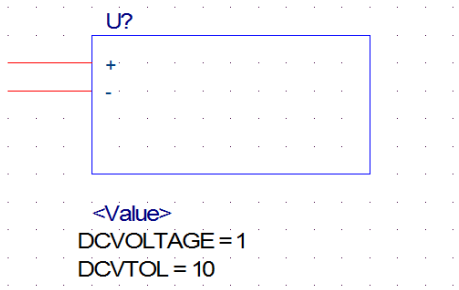 U?
+
-
<Value>
DCVOLTAGE = 1
DCVTOL = 10